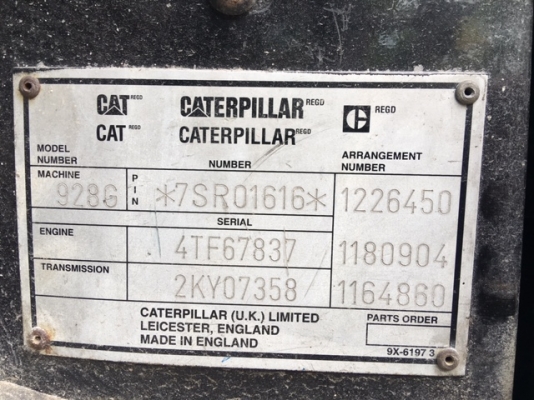 CAT REGD CATERPILLAR REGD C REGD
CAT REGD CATERPILLAR REGD
MODEL NUMBER NUMBER ARRANGEMENT NUMBER
MACHINE 928G PIN *7SR01616* 1226450
SERIAL
ENGINE 4TF67837 1180904
TRANSMISSION 2KY07358 1164860
CATERPILLAR (U.K.) LIMITED PARTS ORDER
LEICESTER, ENGLAND
MADE IN ENGLAND
9X-6197 3